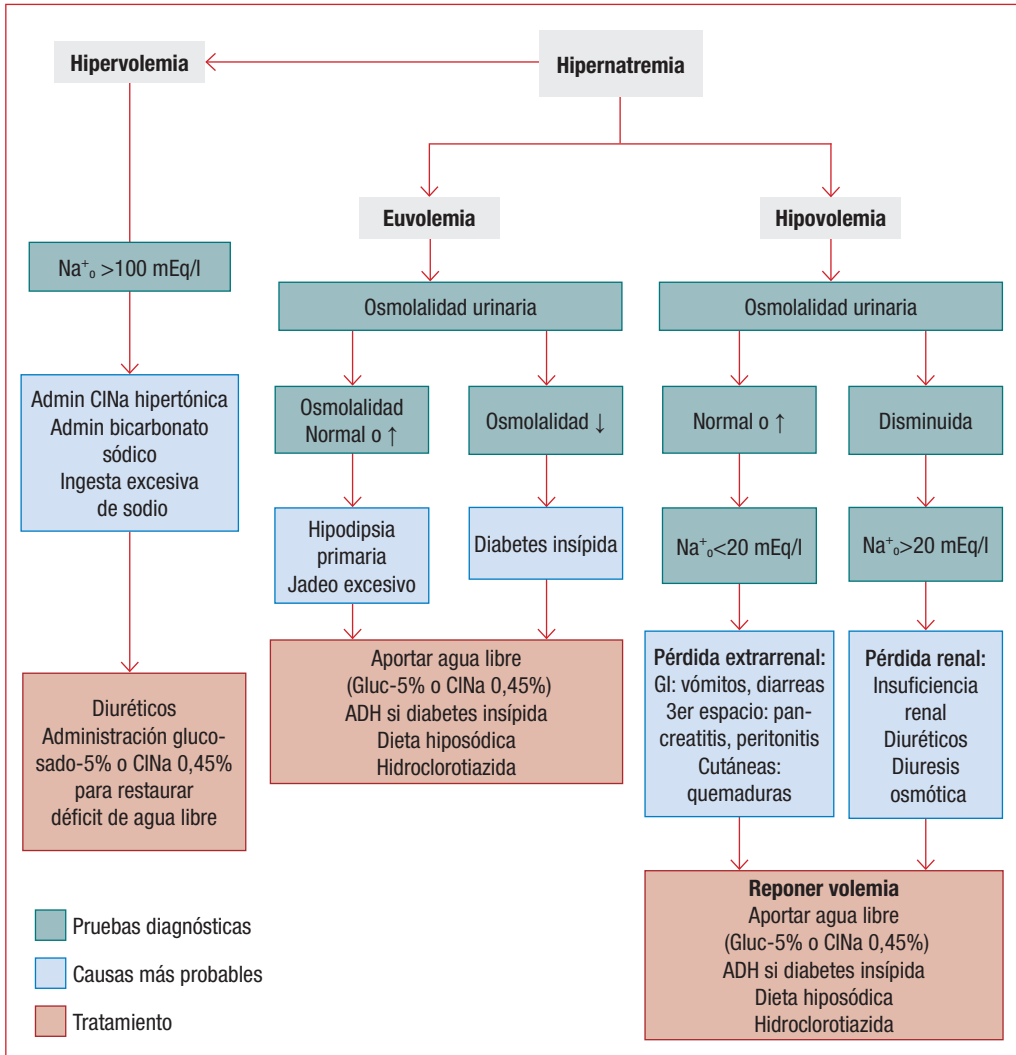 Hipervolemia
Hipernatremia
Euvolemia
Hipovolemia
Na⁺₀ >100 mEq/l
Osmolalidad urinaria
Osmolalidad urinaria
Admin ClNa hipertónica
Admin bicarbonato
sódico
Ingesta excesiva
de sodio
Osmolalidad
Normal o ↑
Osmolalidad ↓
Normal o ↑
Disminuida
Hipodipsia
primaria
Jadeo excesivo
Diabetes insípida
Na⁺₀<20 mEq/l
Na⁺₀>20 mEq/l
Diuréticos
Administración gluco-
sado-5% o ClNa 0,45%
para restaurar
déficit de agua libre
Aportar agua libre
(Gluc-5% o ClNa 0,45%)
ADH si diabetes insípida
Dieta hiposódica
Hidroclorotiazida
Pérdida extrarrenal:
GI: vómitos, diarreas
3er espacio: pan-
creatitis, peritonitis
Cutáneas:
quemaduras
Pérdida renal:
Insuficiencia
renal
Diuréticos
Diuresis
osmótica
Reponer volemia
Aportar agua libre
(Gluc-5% o ClNa 0,45%)
ADH si diabetes insípida
Dieta hiposódica
Hidroclorotiazida
Pruebas diagnósticas
Causas más probables
Tratamiento